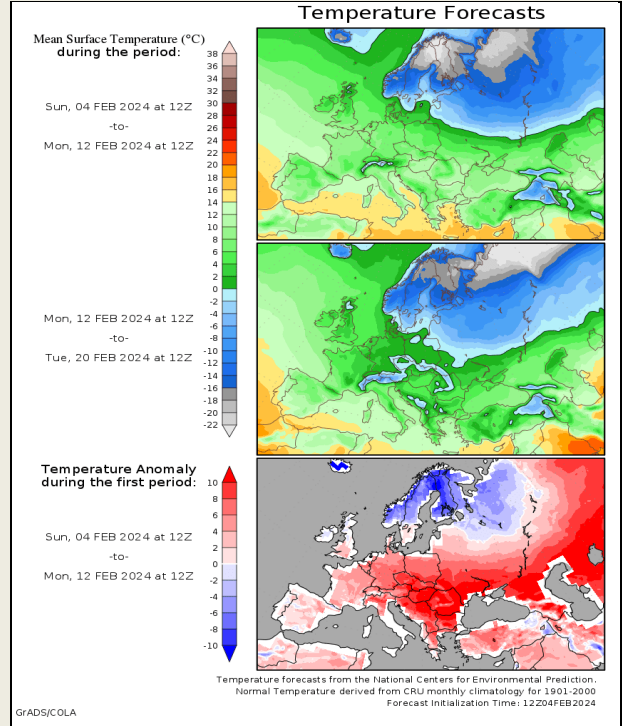 Temperature Forecasts
Mean Surface Temperature (°C)
during the period:
Sun, 04 FEB 2024 at 12Z
-to-
Mon, 12 FEB 2024 at 12Z
38
36
34
32
30
28
26
24
22
20
18
16
14
12
10
8
6
4
2
0
-2
-4
-6
-8
-10
-12
-14
-16
-18
-20
-22
Mon, 12 FEB 2024 at 12Z
-to-
Tue, 20 FEB 2024 at 12Z
Temperature Anomaly
during the first period:
Sun, 04 FEB 2024 at 12Z
-to-
Mon, 12 FEB 2024 at 12Z
10
8
6
4
2
0
-2
-4
-6
-8
-10
Temperature forecasts from the National Centers for Environmental Prediction.
Normal Temperature derived from CRU monthly climatology for 1901-2000
Forecast Initialization Time: 12Z04FEB2024
GrADS/COLA